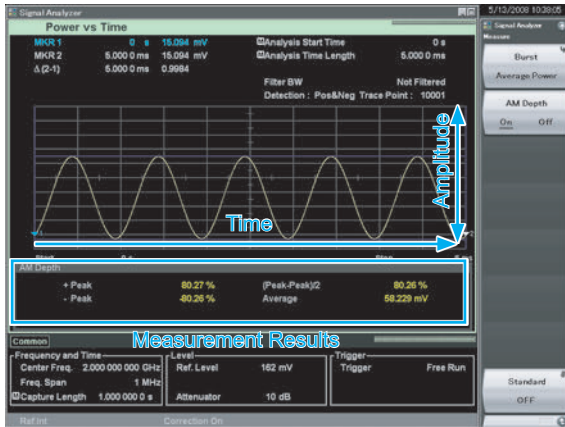 Signal Analyzer
5/12/2008 10:39:05
Power vs Time
Signal Analyzer
Measure
MKR 1 0 s 15.094 mV
Analysis Start Time 0 s
MKR 2 5.000 0 ms 15.094 mV
Analysis Time Length 5.000 0 ms
Δ (2-1) 5.000 0 ms 0.9984
Filter BW Not Filtered
Detection : Pos&Neg Trace Point : 10001
Burst
Average Power
AM Depth
On Off
Amplitude
Time
1
2
Start 0 s
Stop 5 ms
AM Depth
+ Peak 80.27 % (Peak-Peak)/2 80.26 %
- Peak -80.26 % Average 58.229 mV
Measurement Results
Common
Frequency and Time
Center Freq. 2.000 000 000 GHz
Freq. Span 1 MHz
Capture Length 1.000 000 0 s
Level
Ref. Level 162 mV
Attenuator 10 dB
Trigger
Trigger Free Run
Standard
OFF
Ref.Int Correction On